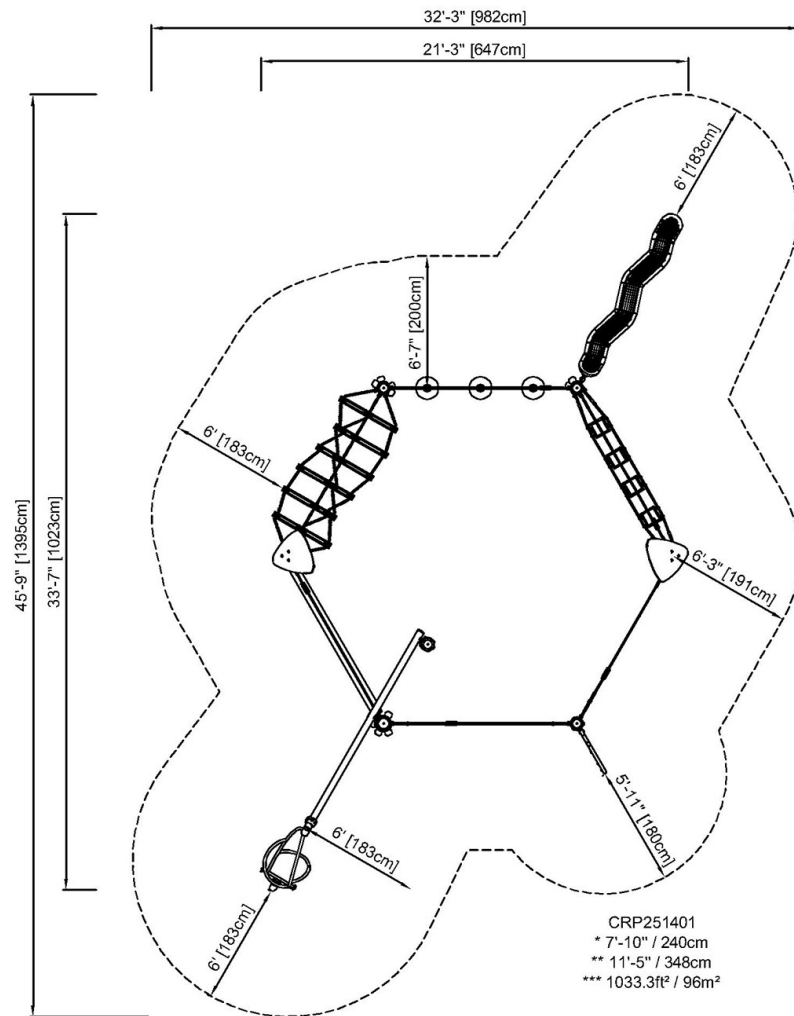 32'-3" [982cm]
21'-3" [647cm]
6' [183cm]
6'-7" [200cm]
6' [183cm]
45'-9" [1395cm]
33'-7" [1023cm]
6'-3" [191cm]
5'-11" [180cm]
6' [183cm]
6' [183cm]
CRP251401
* 7'-10" / 240cm
** 11'-5" / 348cm
*** 1033.3ft² / 96m²